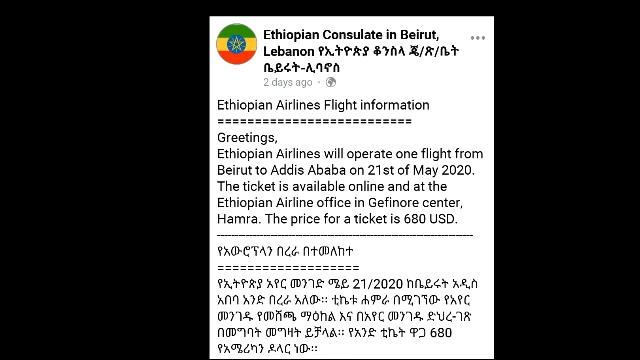 Ethiopian Consulate in Beirut,
Lebanon የኢትዮጵያ ቆንስላ ጄ/ጽ/ቤት
ቤይሩት-ሊባኖስ
2 days ago
Ethiopian Airlines Flight information
==========================
Greetings,
Ethiopian Airlines will operate one flight from
Beirut to Addis Ababa on 21st of May 2020.
The ticket is available online and at the
Ethiopian Airline office in Gefinore center,
Hamra. The price for a ticket is 680 USD.
----------------------------------------------------------------
የአውሮፕላን በረራ በተመለከተ
===================
የኢትዮጵያ አየር መንገድ ሜይ 21/2020 ከቤይሩት አዲስ
አበባ አንድ በረራ አለው። ቲኬቱ ሐምራ በሚገኘው የአየር
መንገዱ የመሸጫ ማዕከል እና በአየር መንገዱ ድህረ-ገጽ
በመግባት መግዛት ይቻላል። የአንድ ቲኬት ዋጋ 680
የአሜሪካን ዶላር ነው።